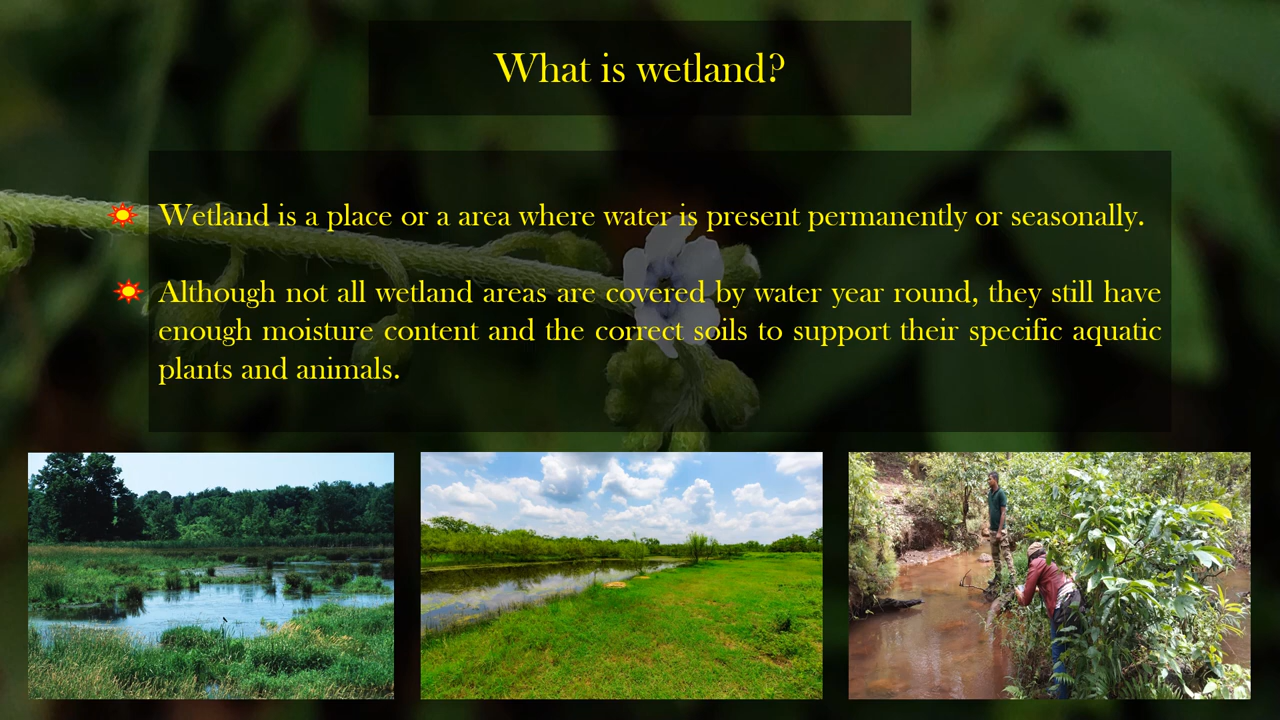 What is wetland?
Wetland is a place or a area where water is present permanently or seasonally.
Although not all wetland areas are covered by water year round, they still have
enough moisture content and the correct soils to support their specific aquatic
plants and animals.